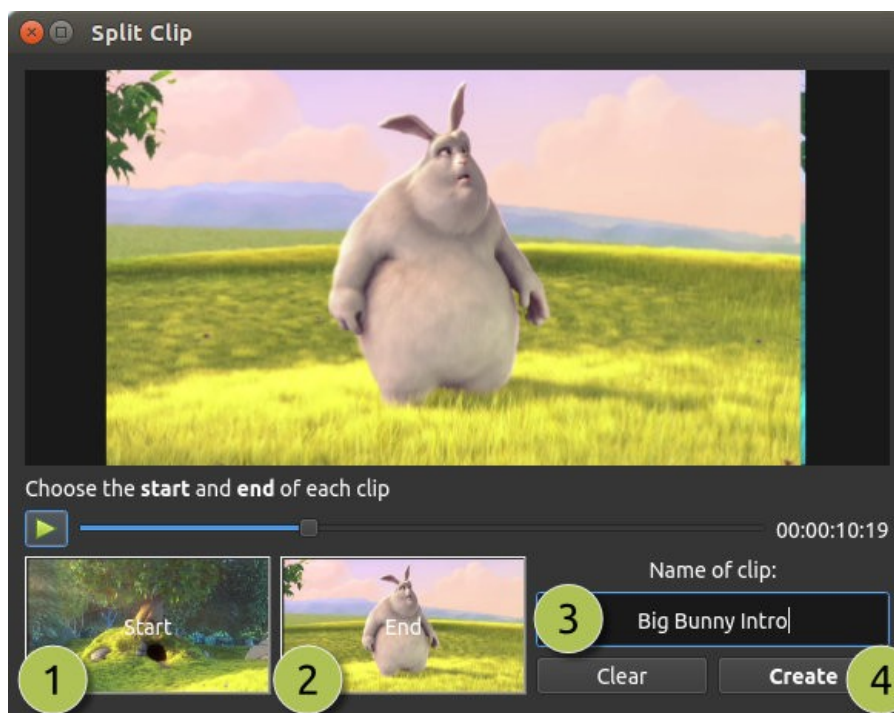 Split Clip
Choose the start and end of each clip
00:00:10:19
Name of clip:
Start
End
3
Big Bunny Intro
1
2
Clear
Create
4